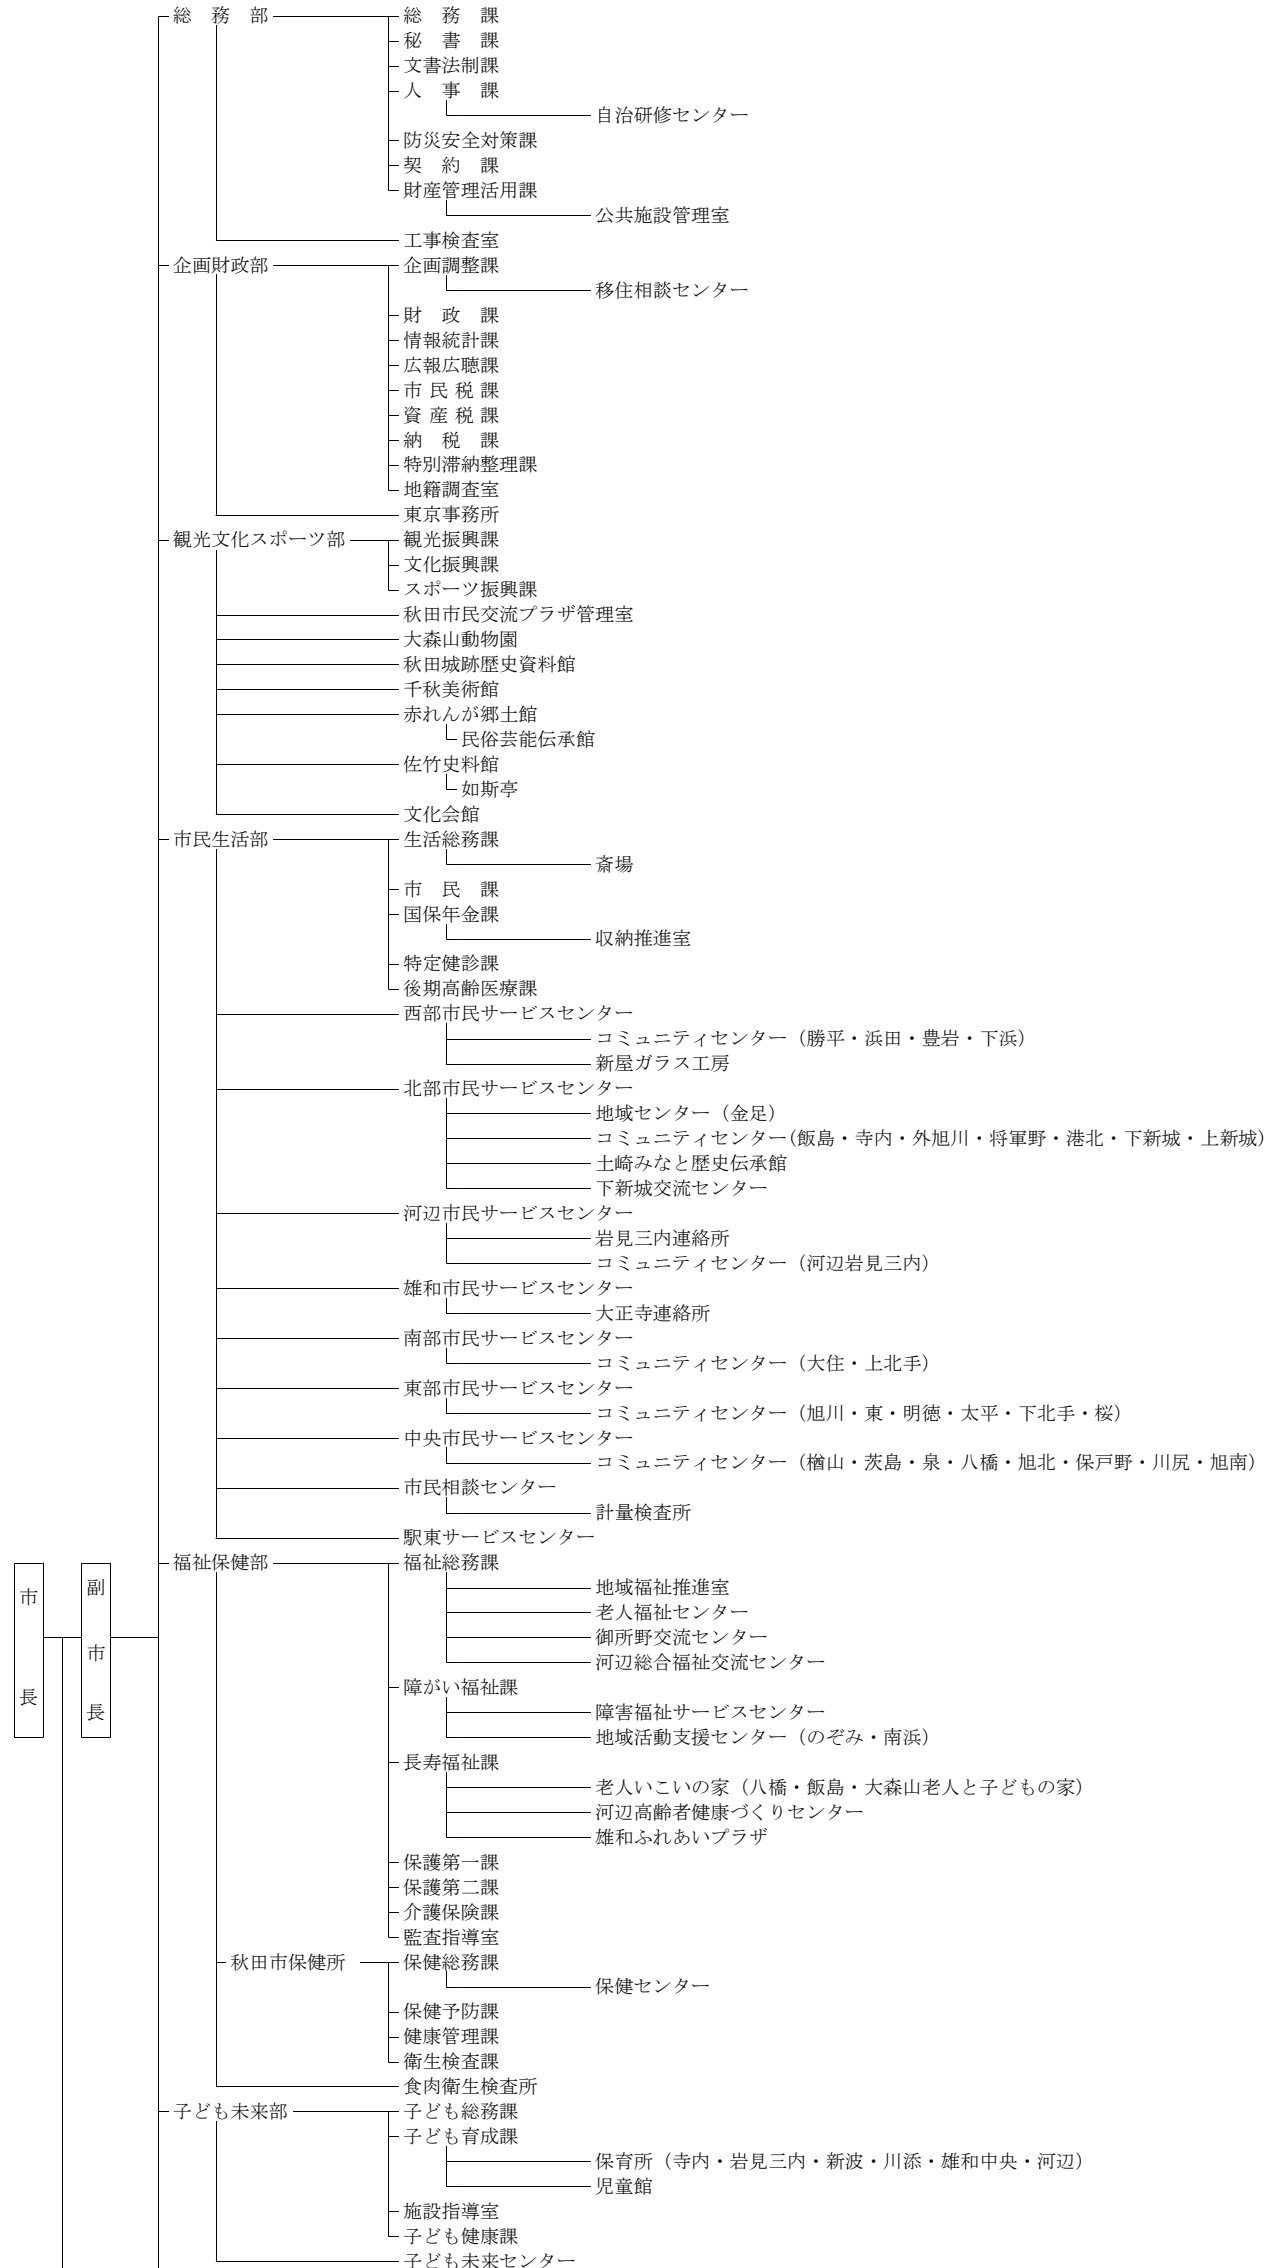 総　務　部　総　務　課
秘　書　課
文書法制課
人　事　課
自治研修センター
防災安全対策課
契　約　課
財産管理活用課
公共施設管理室
工事検査室
企画財政部　企画調整課
移住相談センター
財　政　課
情報統計課
広報広聴課
市 民 税 課
資 産 税 課
納　税　課
特別滞納整理課
地籍調査室
東京事務所
観光文化スポーツ部　観光振興課
文化振興課
スポーツ振興課
秋田市民交流プラザ管理室
大森山動物園
秋田城跡歴史資料館
千秋美術館
赤れんが郷土館
民俗芸能伝承館
佐竹史料館
如斯亭
文化会館
市民生活部　生活総務課
斎場
市　民　課
国保年金課
収納推進室
特定健診課
後期高齢医療課
西部市民サービスセンター
コミュニティセンター（勝平・浜田・豊岩・下浜）
新屋ガラス工房
北部市民サービスセンター
地域センター（金足）
コミュニティセンター(飯島・寺内・外旭川・将軍野・港北・下新城・上新城)
土崎みなと歴史伝承館
下新城交流センター
河辺市民サービスセンター
岩見三内連絡所
コミュニティセンター（河辺岩見三内）
雄和市民サービスセンター
大正寺連絡所
南部市民サービスセンター
コミュニティセンター（大住・上北手）
東部市民サービスセンター
コミュニティセンター（旭川・東・明徳・太平・下北手・桜）
中央市民サービスセンター
コミュニティセンター（楢山・茨島・泉・八橋・旭北・保戸野・川尻・旭南）
市民相談センター
計量検査所
駅東サービスセンター
市長
副市長
福祉保健部　福祉総務課
地域福祉推進室
老人福祉センター
御所野交流センター
河辺総合福祉交流センター
障がい福祉課
障害福祉サービスセンター
地域活動支援センター（のぞみ・南浜）
長寿福祉課
老人いこいの家（八橋・飯島・大森山老人と子どもの家）
河辺高齢者健康づくりセンター
雄和ふれあいプラザ
保護第一課
保護第二課
介護保険課
監査指導室
秋田市保健所　保健総務課
保健センター
保健予防課
健康管理課
衛生検査課
食肉衛生検査所
子ども未来部　子ども総務課
子ども育成課
保育所（寺内・岩見三内・新波・川添・雄和中央・河辺）
児童館
施設指導室
子ども健康課
子ども未来センター